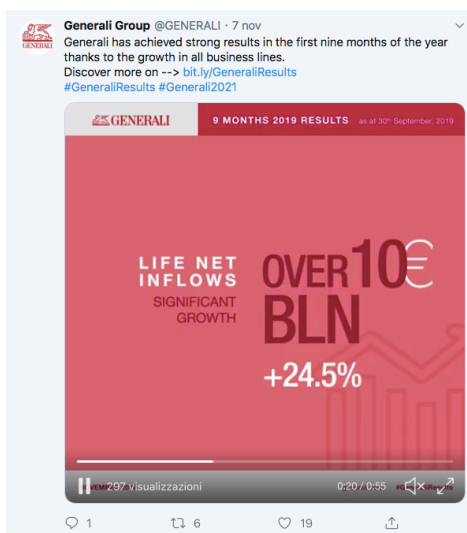 Generali Group @GENERALI · 7 nov
GENERALI
Generali has achieved strong results in the first nine months of the year
thanks to the growth in all business lines.
Discover more on --> bit.ly/GeneraliResults
#GeneraliResults #Generali2021
GENERALI
9 MONTHS 2019 RESULTS as at 30th September, 2019
LIFE NET
INFLOWS
SIGNIFICANT
GROWTH
OVER 10€
BLN
+24.5%
297 visualizzazioni
0:20 / 0:55
1
6
19